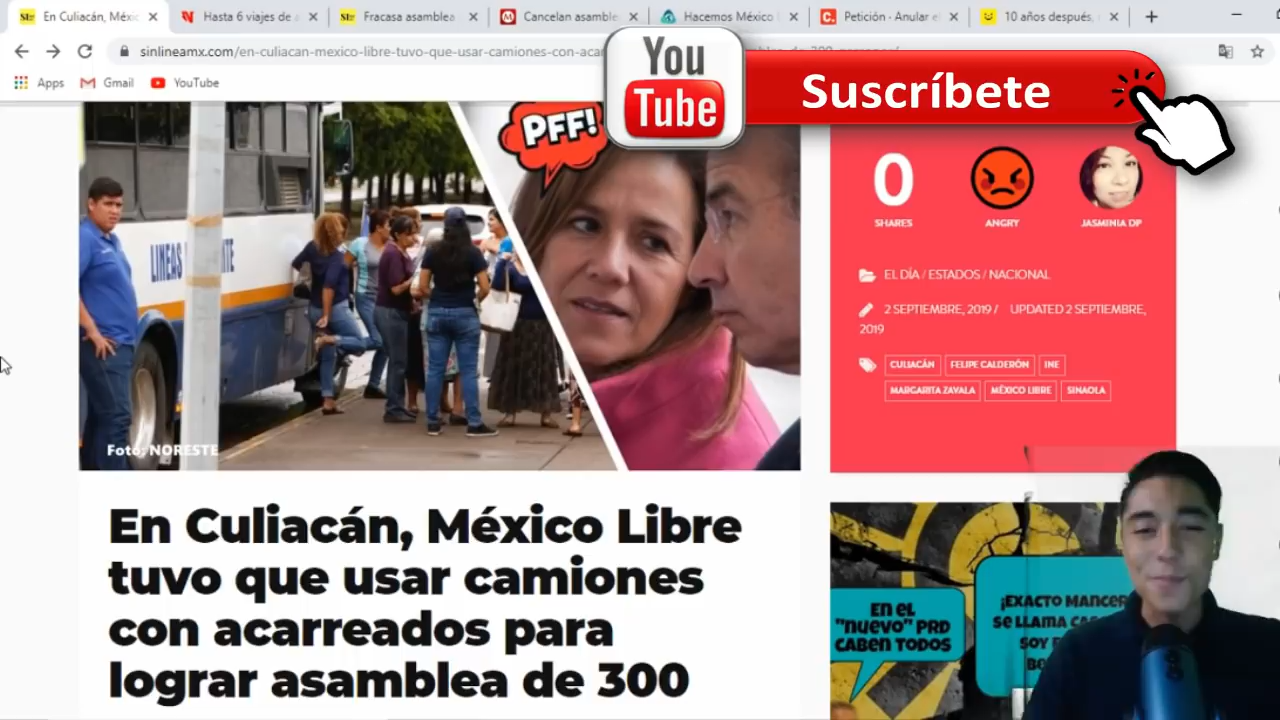 En Culiacán, Méxic
Hasta 6 viajes de a
Fracasa asamblea
Cancelan asamble
Hacemos México
Petición · Anular el
10 años después,
sinlineamx.com/en-culiacan-mexico-libre-tuvo-que-usar-camiones-con-acar
Apps
Gmail
YouTube
You
Tube
Suscríbete
PFF!
LINEAS
Foto: NORESTE
0
SHARES
ANGRY
JASMINIA DP
EL DÍA / ESTADOS / NACIONAL
2 SEPTIEMBRE, 2019 / UPDATED 2 SEPTIEMBRE,
2019
CULIACÁN
FELIPE CALDERÓN
INE
MARGARITA ZAVALA
MÉXICO LIBRE
SINAOLA
En Culiacán, México Libre
tuvo que usar camiones
con acarreados para
lograr asamblea de 300
EN EL
"NUEVO" PRD
CABEN TODOS
¡EXACTO MANCER
SE LLAMA
SOY